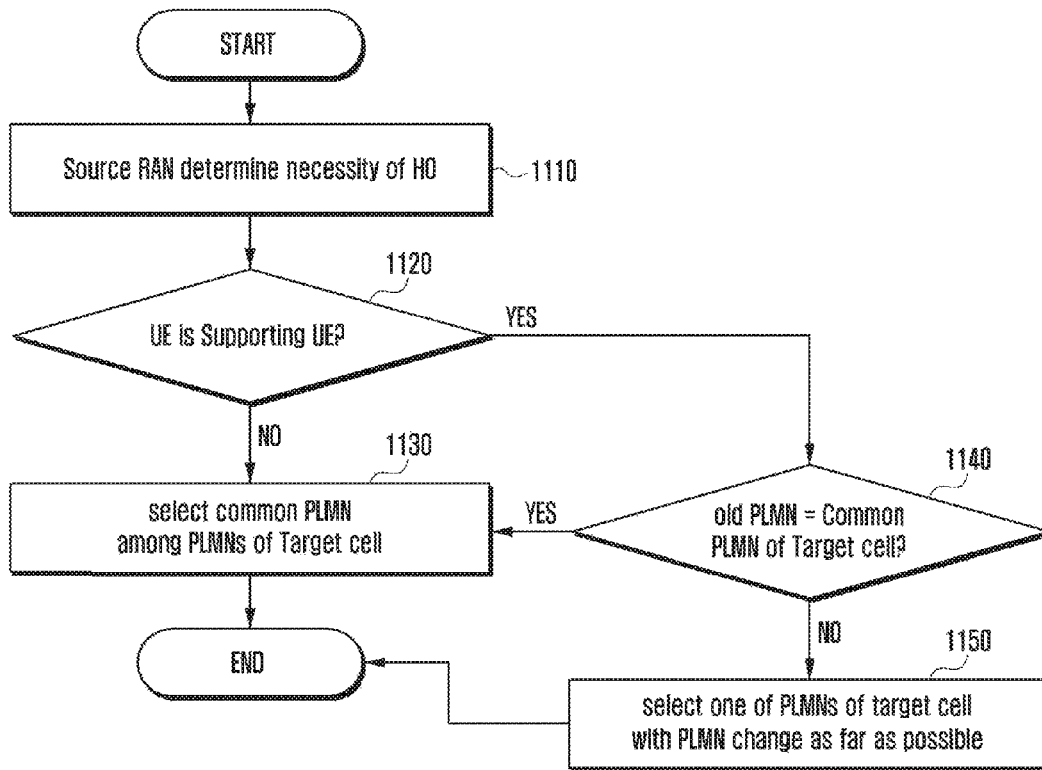 START
Source RAN determine necessity of HO
1110
1120
UE is Supporting UE?
YES
NO
1130
select common PLMN
among PLMNs of Target cell
YES
1140
old PLMN = Common
PLMN of Target cell?
NO
END
1150
select one of PLMNs of target cell
with PLMN change as far as possible